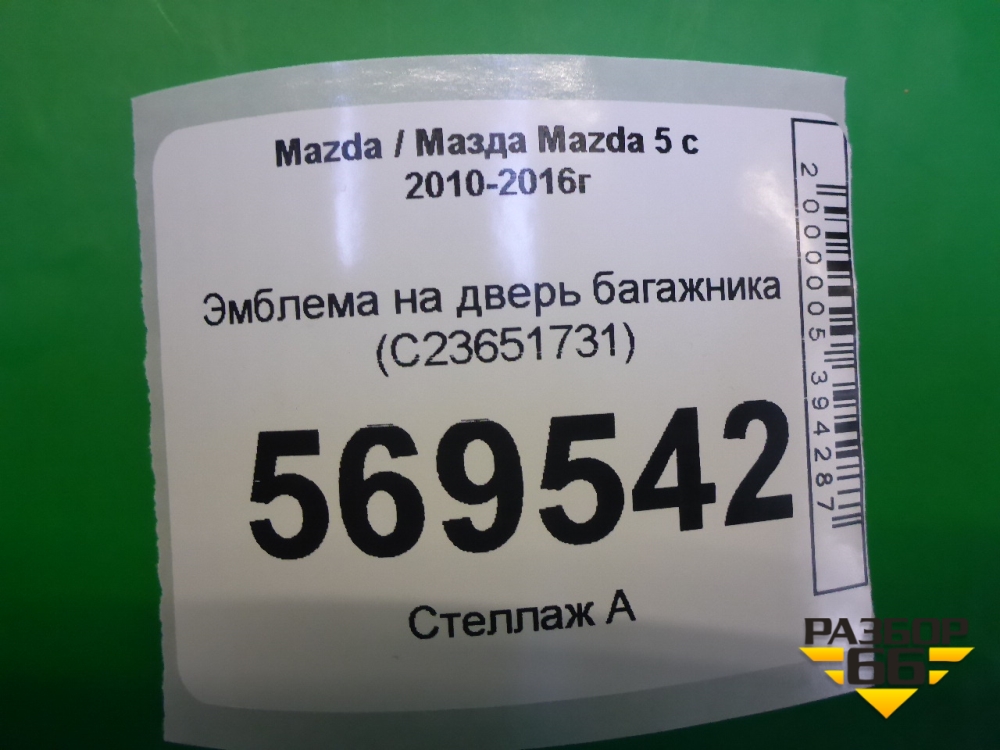 Mazda / Мазда Mazda 5 с
2010-2016г
Эмблема на дверь багажника
(C23651731)
569542
Стеллаж А
2000005394287
РАЗБОР
66